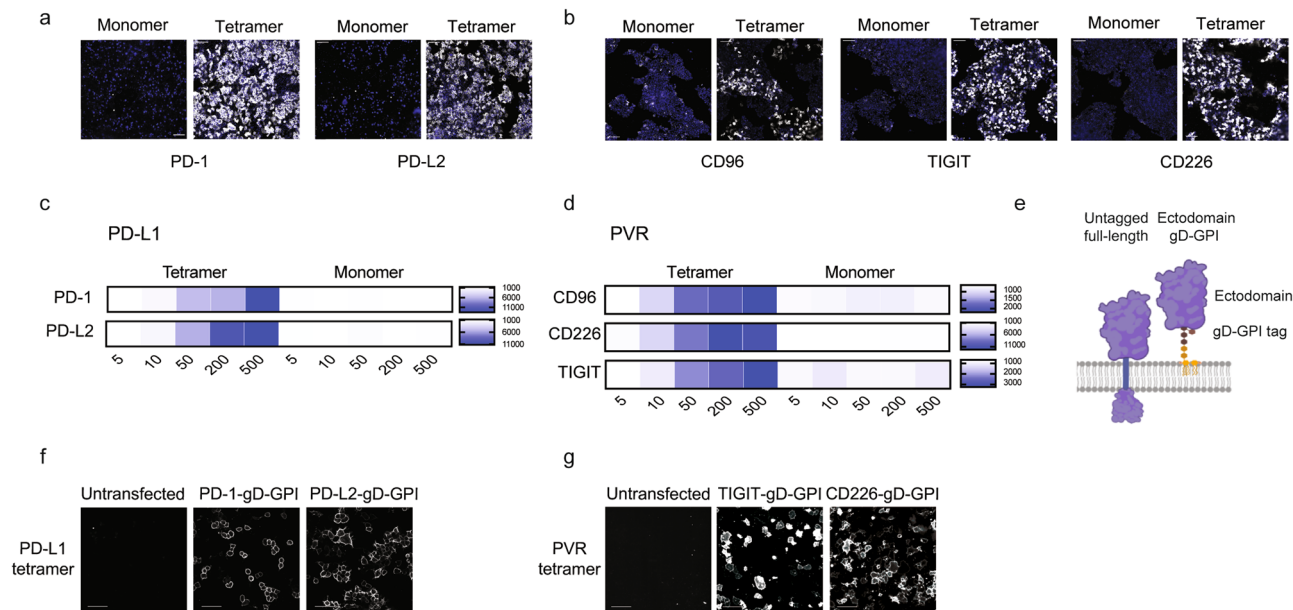 a
Monomer Tetramer Monomer Tetramer
PD-1 PD-L2
b
Monomer Tetramer Monomer Tetramer Monomer Tetramer
CD96 TIGIT CD226
c
PD-L1
Tetramer Monomer
PD-1
1000
6000
11000
PD-L2
1000
6000
11000
5 10 50 200 500 5 10 50 200 500
d
PVR
Tetramer Monomer
CD96
1000
1500
2000
CD226
1000
6000
11000
TIGIT
1000
2000
3000
5 10 50 200 500 5 10 50 200 500
e
Untagged Ectodomain
full-length gD-GPI
Ectodomain
gD-GPI tag
f
Untransfected PD-1-gD-GPI PD-L2-gD-GPI
PD-L1
tetramer
g
Untransfected TIGIT-gD-GPI CD226-gD-GPI
PVR
tetramer